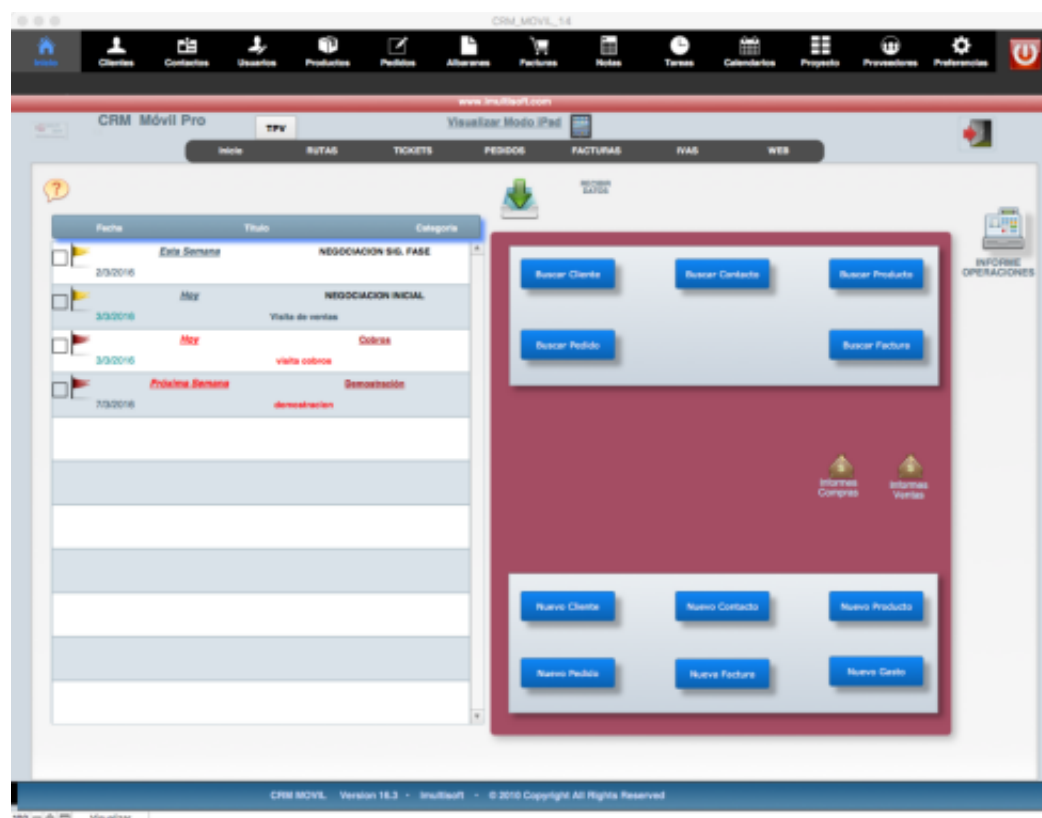 CRM_MOVIL_14
Inicio Clientes Contactos Usuarios Productos Pedidos Albaranes Facturas Notas Tareas Calendarios Proyecto Proveedores Preferencias
www.imultisoft.com
CRM Móvil Pro TPV Visualizar Modo iPad
Inicio RUTAS TICKETS PEDIDOS FACTURAS IVAS WEB
RECIBIR
DATOS
Fecha Título Categoría
Esta Semana NEGOCIACION SIG. FASE
2/3/2016
Hoy NEGOCIACION INICIAL
3/3/2016 Visita de ventas
Hoy Cobros
3/3/2016 visita cobros
Próxima Semana Demostración
7/3/2016 demostracion
Buscar Cliente Buscar Contacto Buscar Producto
Buscar Pedido Buscar Factura
INFORME
OPERACIONES
Informes
Compras
Informes
Ventas
Nuevo Cliente Nuevo Contacto Nuevo Producto
Nuevo Pedido Nueva Factura Nuevo Gasto
CRM MOVIL Version 16.3 - Imultisoft - © 2010 Copyright All Rights Reserved
Visualizar